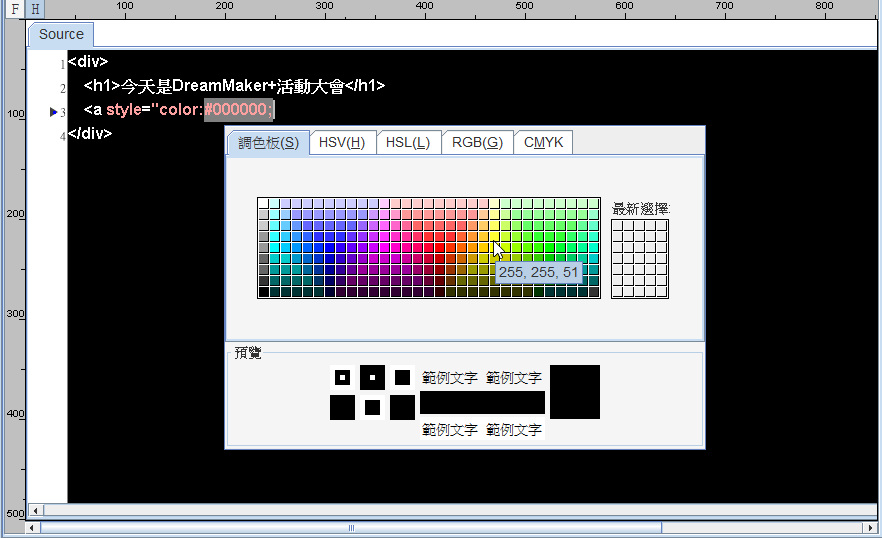 F H 100 200 300 400 500 600 700 800
Source
1 <div>
2 <h1>今天是DreamMaker+活動大會</h1>
3 <a style="color:#000000;
4 </div>
100
200
300
400
500
調色板(S) HSV(H) HSL(L) RGB(G) CMYK
最新選擇:
255, 255, 51
預覽
範例文字 範例文字
範例文字 範例文字